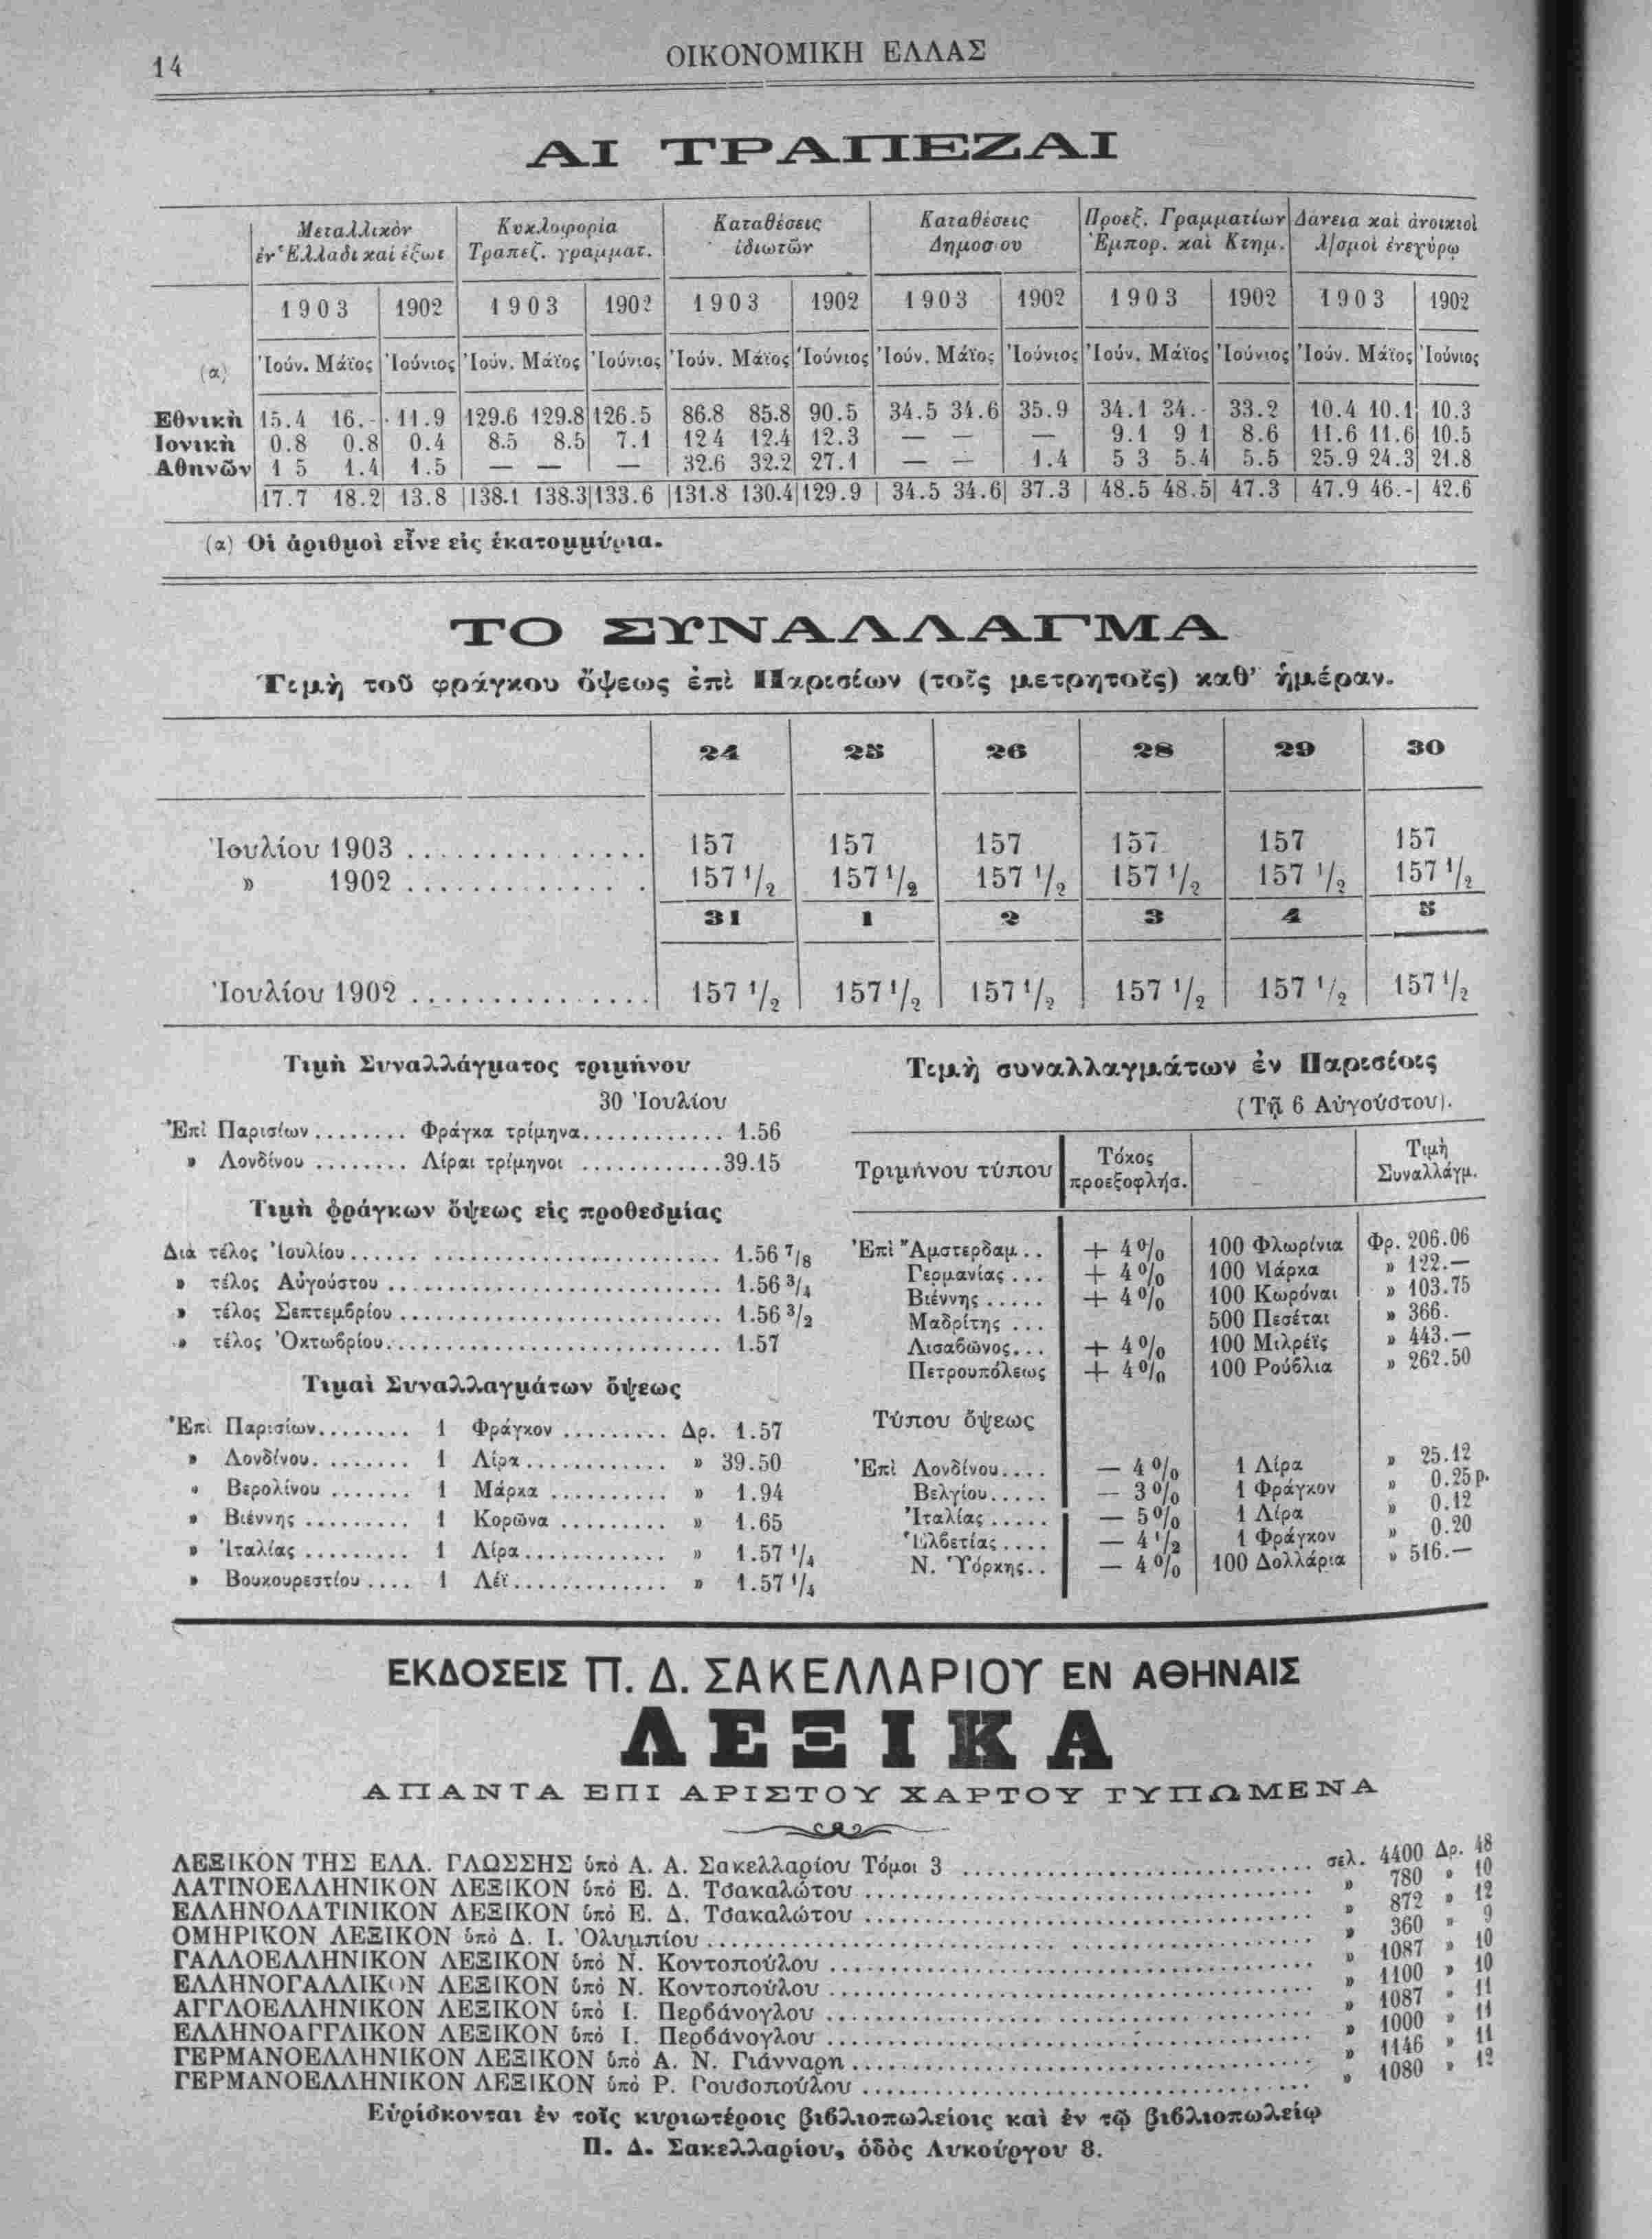 14
ΟΙΚΟΝΟΜΙΚΗ ΕΛΛΑΣ
ΑΙ ΤΡΑΠΕΖΑΙ
Μεταλλικὸν Κυκλοφορία Καταθέσεις Καταθέσεις Προεξ. Γραμματίων Δάνεια καὶ ἀνοικτοὶ
ἐν Ἑλλάδι καὶ ἔξωτ Τραπεζ. γραμματ. ἰδιωτῶν Δημοσίου Ἐμπορ. καὶ Κτημ. λ/σμοὶ ἐνεχύρῳ
1903 1902 1903 1902 1903 1902 1903 1902 1903 1902 1903 1902
(α) Ἰούν. Μάϊος Ἰούνιος Ἰούν. Μάϊος Ἰούνιος Ἰούν. Μάϊος Ἰούνιος Ἰούν. Μάϊος Ἰούνιος Ἰούν. Μάϊος Ἰούνιος Ἰούν. Μάϊος Ἰούνιος
Εθνικὴ 15.4 16.- 11.9 129.6 129.8 126.5 86.8 85.8 90.5 34.5 34.6 35.9 34.1 34.- 33.2 10.4 10.1 10.3
Ιονικὴ 0.8 0.8 0.4 8.5 8.5 7.1 12 4 12.4 12.3 — — — 9.1 9 1 8.6 11.6 11.6 10.5
Αθηνῶν 1 5 1.4 1.5 — — — 32.6 32.2 27.1 — — 1.4 5 3 5.4 5.5 25.9 24.3 21.8
17.7 18.2 13.8 138.1 138.3 133.6 131.8 130.4 129.9 34.5 34.6 37.3 48.5 48.5 47.3 47.9 46.- 42.6
(α) Οἱ ἀριθμοὶ εἶνε εἰς ἑκατομμύρια.
ΤΟ ΣΥΝΑΛΛΑΓΜΑ
Τιμὴ τοῦ φράγκου ὄψεως ἐπὶ Παρισίων (τοῖς μετρητοῖς) καθ' ἡμέραν.
24 25 26 28 29 30
Ἰουλίου 1903 ................ 157 157 157 157 157 157
» 1902 ............... 157 1/2 157 1/2 157 1/2 157 1/2 157 1/2 157 1/2
31 1 2 3 4 5
Ἰουλίου 1902 ................ 157 1/2 157 1/2 157 1/2 157 1/2 157 1/2 157 1/2
Τιμὴ Συναλλάγματος τριμήνου
30 Ἰουλίου
Ἐπὶ Παρισίων ........ Φράγκα τρίμηνα............ 1.56
» Λονδίνου ........ Λίραι τρίμηνοι ............39.15
Τιμὴ φράγκων ὄψεως εἰς προθεσμίας
Διὰ τέλος Ἰουλίου ............................ 1.56 7/8
» τέλος Αὐγούστου ............................ 1.56 3/4
» τέλος Σεπτεμβρίου ............................ 1.56 3/2
» τέλος Ὀκτωβρίου............................ 1.57
Τιμαὶ Συναλλαγμάτων ὄψεως
Ἐπὶ Παρισίων........ 1 Φράγκον ......... Δρ. 1.57
» Λονδίνου........ 1 Λίρα............ » 39.50
» Βερολίνου ....... 1 Μάρκα .......... » 1.94
» Βιέννης ......... 1 Κορῶνα ......... » 1.65
» Ἰταλίας ......... 1 Λίρα............ » 1.57 1/4
» Βουκουρεστίου .... 1 Λέϊ............. » 1.57 1/4
Τιμὴ συναλλαγμάτων ἐν Παρισίοις
(Τῇ 6 Αὐγούστου).
Τριμήνου τύπου Τόκος προεξοφλήσ. Τιμὴ Συναλλάγμ.
Ἐπὶ Ἀμστερδαμ.. + 4% 100 Φλωρίνια Φρ. 206.06
Γερμανίας ... + 4% 100 Μάρκα » 122.—
Βιέννης ..... + 4% 100 Κωρόναι » 103.75
Μαδρίτης ... 500 Πεσέται » 366.
Λισαβῶνος... + 4% 100 Μιλρέϊς » 443.—
Πετρουπόλεως + 4% 100 Ρούβλια » 262.50
Τύπου ὄψεως
Ἐπὶ Λονδίνου.... — 4% 1 Λίρα » 25.12
Βελγίου..... — 3% 1 Φράγκον » 0.25 p.
Ἰταλίας ..... — 5% 1 Λίρα » 0.12
Ἑλβετίας .... — 4 1/2 1 Φράγκον » 0.20
Ν. Ὑόρκης.. — 4% 100 Δολλάρια » 516.—
ΕΚΔΟΣΕΙΣ Π. Δ. ΣΑΚΕΛΛΑΡΙΟΥ ΕΝ ΑΘΗΝΑΙΣ
ΛΕΞΙΚΑ
ΑΠΑΝΤΑ ΕΠΙ ΑΡΙΣΤΟΥ ΧΑΡΤΟΥ ΤΥΠΩΜΕΝΑ
ΛΕΞΙΚΟΝ ΤΗΣ ΕΛΛ. ΓΛΩΣΣΗΣ ὑπὸ Α. Α. Σακελλαρίου Τόμοι 3 ........ σελ. 4400 Δρ. 48
ΛΑΤΙΝΟΕΛΛΗΝΙΚΟΝ ΛΕΞΙΚΟΝ ὑπὸ Ε. Δ. Τσακαλώτου ........ » 780 » 10
ΕΛΛΗΝΟΛΑΤΙΝΙΚΟΝ ΛΕΞΙΚΟΝ ὑπὸ Ε. Δ. Τσακαλώτου ........ » 872 » 12
ΟΜΗΡΙΚΟΝ ΛΕΞΙΚΟΝ ὑπὸ Δ. Ι. Ὀλυμπίου ........ » 360 » 9
ΓΑΛΛΟΕΛΛΗΝΙΚΟΝ ΛΕΞΙΚΟΝ ὑπὸ Ν. Κοντοπούλου ........ » 1087 » 10
ΕΛΛΗΝΟΓΑΛΛΙΚΟΝ ΛΕΞΙΚΟΝ ὑπὸ Ν. Κοντοπούλου ........ » 1100 » 10
ΑΓΓΛΟΕΛΛΗΝΙΚΟΝ ΛΕΞΙΚΟΝ ὑπὸ Ι. Περβάνογλου ........ » 1087 » 11
ΕΛΛΗΝΟΑΓΓΛΙΚΟΝ ΛΕΞΙΚΟΝ ὑπὸ Ι. Περβάνογλου ........ » 1000 » 11
ΓΕΡΜΑΝΟΕΛΛΗΝΙΚΟΝ ΛΕΞΙΚΟΝ ὑπὸ Α. Ν. Γιάνναρη ........ » 1146 » 11
ΓΕΡΜΑΝΟΕΛΛΗΝΙΚΟΝ ΛΕΞΙΚΟΝ ὑπὸ Ρ. Ρουσοπούλου ........ » 1080 » 12
Εὑρίσκονται ἐν τοῖς κυριωτέροις βιβλιοπωλείοις καὶ ἐν τῷ βιβλιοπωλείῳ
Π. Δ. Σακελλαρίου, ὁδὸς Λυκούργου 8.